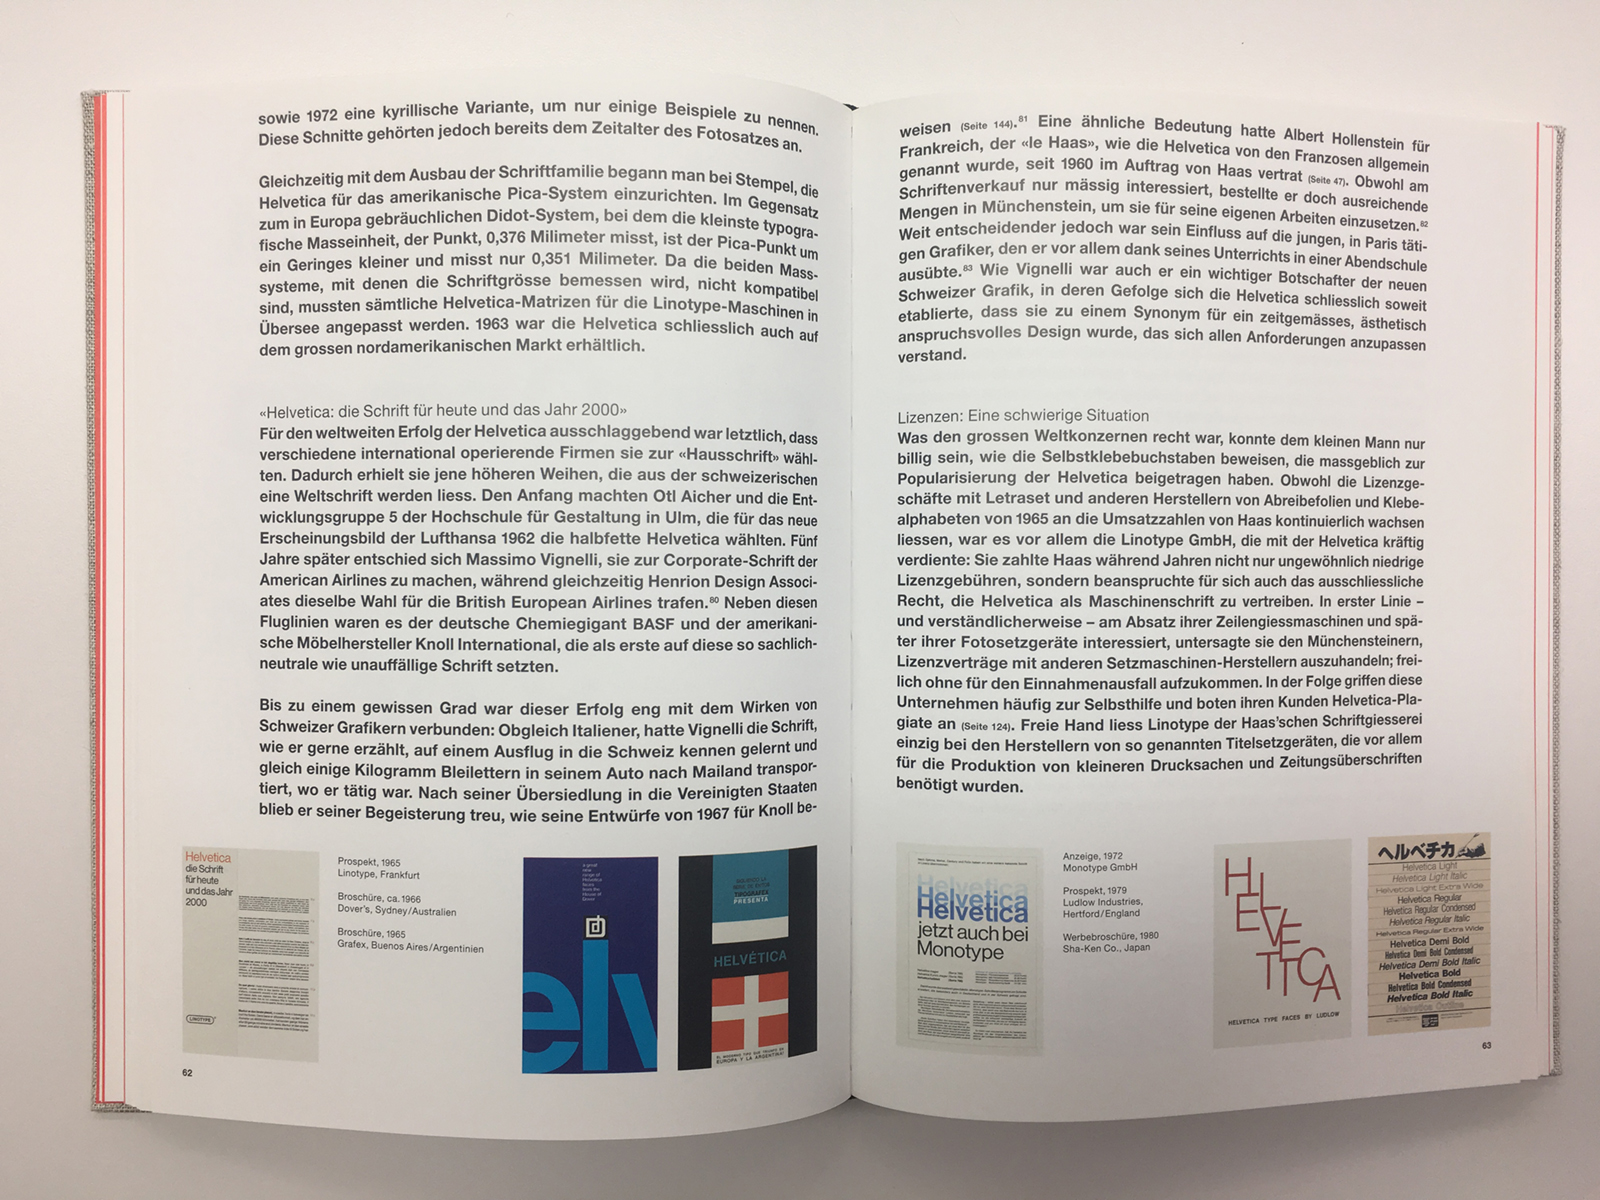 sowie 1972 eine kyrillische Variante, um nur einige Beispiele zu nennen.
Diese Schnitte gehörten jedoch bereits dem Zeitalter des Fotosatzes an.
Gleichzeitig mit dem Ausbau der Schriftfamilie begann man bei Stempel, die
Helvetica für das amerikanische Pica-System einzurichten. Im Gegensatz
zum in Europa gebräuchlichen Didot-System, bei dem die kleinste typogra-
fische Masseinheit, der Punkt, 0,376 Milimeter misst, ist der Pica-Punkt um
ein Geringes kleiner und misst nur 0,351 Milimeter. Da die beiden Mass-
systeme, mit denen die Schriftgrösse bemessen wird, nicht kompatibel
sind, mussten sämtliche Helvetica-Matrizen für die Linotype-Maschinen in
Übersee angepasst werden. 1963 war die Helvetica schliesslich auch auf
dem grossen nordamerikanischen Markt erhältlich.
«Helvetica: die Schrift für heute und das Jahr 2000»
Für den weltweiten Erfolg der Helvetica ausschlaggebend war letztlich, dass
verschiedene international operierende Firmen sie zur «Hausschrift» wähl-
ten. Dadurch erhielt sie jene höheren Weihen, die aus der schweizerischen
eine Weltschrift werden liess. Den Anfang machten Otl Aicher und die Ent-
wicklungsgruppe 5 der Hochschule für Gestaltung in Ulm, die für das neue
Erscheinungsbild der Lufthansa 1962 die halbfette Helvetica wählten. Fünf
Jahre später entschied sich Massimo Vignelli, sie zur Corporate-Schrift der
American Airlines zu machen, während gleichzeitig Henrion Design Associ-
ates dieselbe Wahl für die British European Airlines trafen.⁸⁰ Neben diesen
Fluglinien waren es der deutsche Chemiegigant BASF und der amerikani-
sche Möbelhersteller Knoll International, die als erste auf diese so sachlich-
neutrale wie unauffällige Schrift setzten.
Bis zu einem gewissen Grad war dieser Erfolg eng mit dem Wirken von
Schweizer Grafikern verbunden: Obgleich Italiener, hatte Vignelli die Schrift,
wie er gerne erzählt, auf einem Ausflug in die Schweiz kennen gelernt und
gleich einige Kilogramm Bleilettern in seinem Auto nach Mailand transpor-
tiert, wo er tätig war. Nach seiner Übersiedlung in die Vereinigten Staaten
blieb er seiner Begeisterung treu, wie seine Entwürfe von 1967 für Knoll be-
Helvetica
die Schrift
für heute
und das Jahr
2000
LINOTYPE
Prospekt, 1965
Linotype, Frankfurt
Broschüre, ca. 1966
Dover's, Sydney/Australien
Broschüre, 1965
Grafex, Buenos Aires/Argentinien
elv
TIPOGRAFEX
PRESENTA
HELVÉTICA
EUROPA Y LA ARGENTINA!
62
weisen (Seite 144).⁸¹ Eine ähnliche Bedeutung hatte Albert Hollenstein für
Frankreich, der «le Haas», wie die Helvetica von den Franzosen allgemein
genannt wurde, seit 1960 im Auftrag von Haas vertrat (Seite 47). Obwohl am
Schriftenverkauf nur mässig interessiert, bestellte er doch ausreichende
Mengen in Münchenstein, um sie für seine eigenen Arbeiten einzusetzen.⁸²
Weit entscheidender jedoch war sein Einfluss auf die jungen, in Paris täti-
gen Grafiker, den er vor allem dank seines Unterrichts in einer Abendschule
ausübte.⁸³ Wie Vignelli war auch er ein wichtiger Botschafter der neuen
Schweizer Grafik, in deren Gefolge sich die Helvetica schliesslich soweit
etablierte, dass sie zu einem Synonym für ein zeitgemässes, ästhetisch
anspruchsvolles Design wurde, das sich allen Anforderungen anzupassen
verstand.
Lizenzen: Eine schwierige Situation
Was den grossen Weltkonzernen recht war, konnte dem kleinen Mann nur
billig sein, wie die Selbstklebebuchstaben beweisen, die massgeblich zur
Popularisierung der Helvetica beigetragen haben. Obwohl die Lizenzge-
schäfte mit Letraset und anderen Herstellern von Abreibefolien und Klebe-
alphabeten von 1965 an die Umsatzzahlen von Haas kontinuierlich wachsen
liessen, war es vor allem die Linotype GmbH, die mit der Helvetica kräftig
verdiente: Sie zahlte Haas während Jahren nicht nur ungewöhnlich niedrige
Lizenzgebühren, sondern beanspruchte für sich auch das ausschliessliche
Recht, die Helvetica als Maschinenschrift zu vertreiben. In erster Linie –
und verständlicherweise – am Absatz ihrer Zeilengiessmaschinen und spä-
ter ihrer Fotosetzgeräte interessiert, untersagte sie den Münchensteinern,
Lizenzverträge mit anderen Setzmaschinen-Herstellern auszuhandeln; frei-
lich ohne für den Einnahmenausfall aufzukommen. In der Folge griffen diese
Unternehmen häufig zur Selbsthilfe und boten ihren Kunden Helvetica-Pla-
giate an (Seite 124). Freie Hand liess Linotype der Haas'schen Schriftgiesserei
einzig bei den Herstellern von so genannten Titelsetzgeräten, die vor allem
für die Produktion von kleineren Drucksachen und Zeitungsüberschriften
benötigt wurden.
Helvetica
Helvetica
jetzt auch bei
Monotype
Anzeige, 1972
Monotype GmbH
Prospekt, 1979
Ludlow Industries,
Hertford/England
Werbebroschüre, 1980
Sha-Ken Co., Japan
HELVETICA
HELVETICA TYPE FACES BY LUDLOW
ヘルベチカ
Helvetica Light
Helvetica Light Italic
Helvetica Light Extra Wide
Helvetica Regular
Helvetica Regular Condensed
Helvetica Regular Italic
Helvetica Regular Extra Wide
Helvetica Demi Bold
Helvetica Demi Bold Condensed
Helvetica Demi Bold Italic
Helvetica Bold
Helvetica Bold Condensed
Helvetica Bold Italic
Helvetica Outline
63